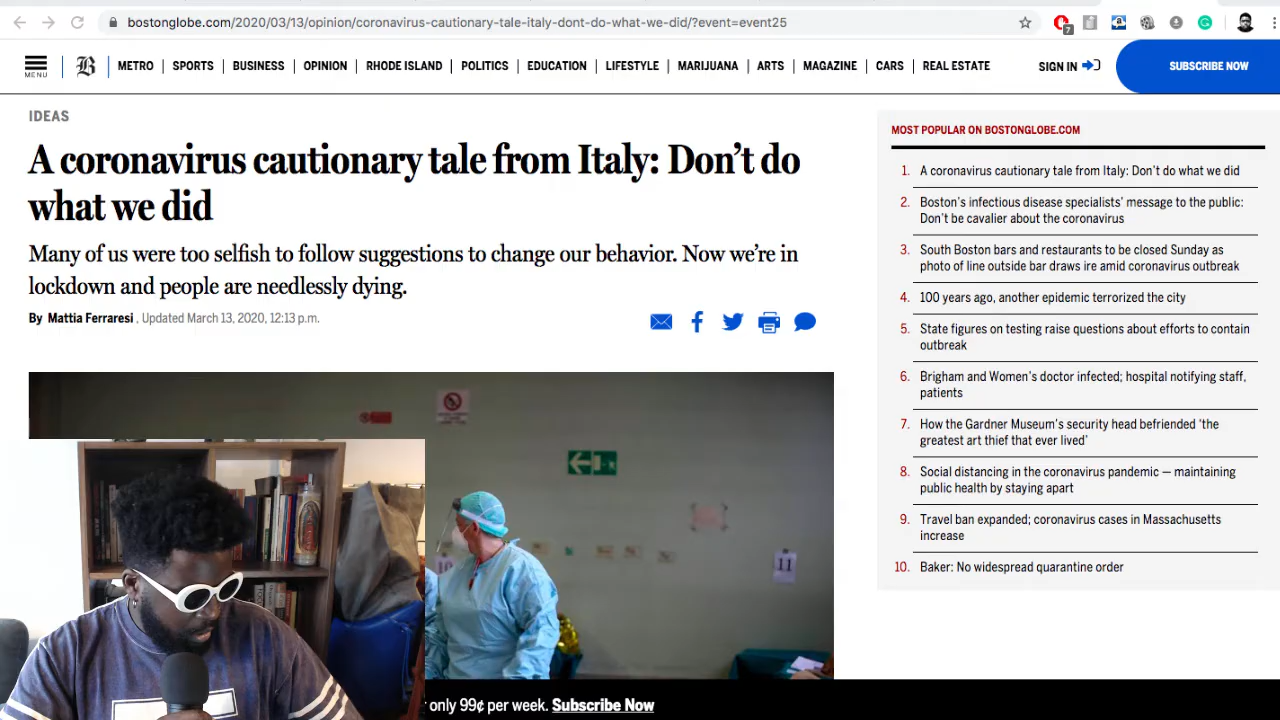 bostonglobe.com/2020/03/13/opinion/coronavirus-cautionary-tale-italy-dont-do-what-we-did/?event=event25
7
MENU
B
METRO | SPORTS | BUSINESS | OPINION | RHODE ISLAND | POLITICS | EDUCATION | LIFESTYLE | MARIJUANA | ARTS | MAGAZINE | CARS | REAL ESTATE
SIGN IN
SUBSCRIBE NOW
IDEAS
A coronavirus cautionary tale from Italy: Don't do
what we did
Many of us were too selfish to follow suggestions to change our behavior. Now we're in
lockdown and people are needlessly dying.
By Mattia Ferraresi , Updated March 13, 2020, 12:13 p.m.
11
only 99¢ per week. Subscribe Now
MOST POPULAR ON BOSTONGLOBE.COM
1. A coronavirus cautionary tale from Italy: Don't do what we did
2. Boston's infectious disease specialists' message to the public:
Don't be cavalier about the coronavirus
3. South Boston bars and restaurants to be closed Sunday as
photo of line outside bar draws ire amid coronavirus outbreak
4. 100 years ago, another epidemic terrorized the city
5. State figures on testing raise questions about efforts to contain
outbreak
6. Brigham and Women's doctor infected; hospital notifying staff,
patients
7. How the Gardner Museum's security head befriended 'the
greatest art thief that ever lived'
8. Social distancing in the coronavirus pandemic — maintaining
public health by staying apart
9. Travel ban expanded; coronavirus cases in Massachusetts
increase
10. Baker: No widespread quarantine order